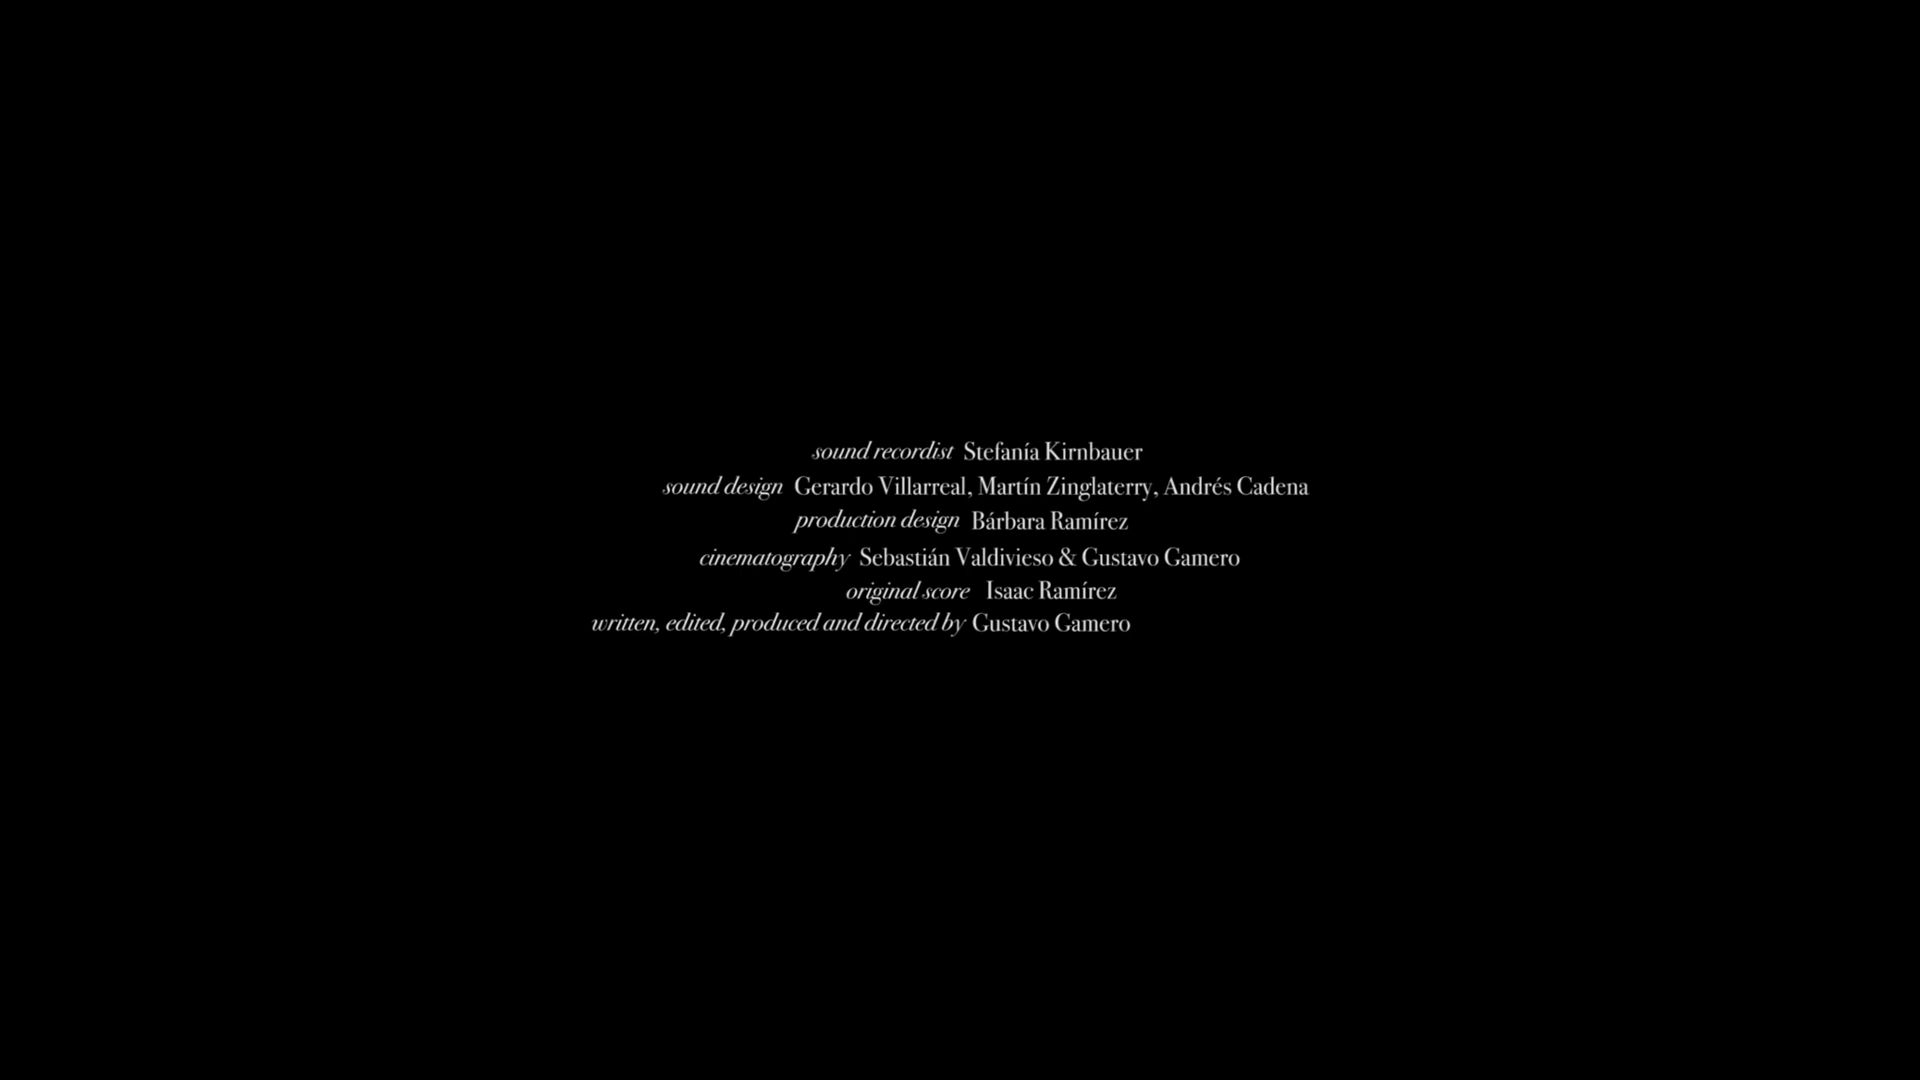 sound recordist Stefanía Kirnbauer
sound design Gerardo Villarreal, Martín Zinglaterry, Andrés Cadena
production design Bárbara Ramírez
cinematography Sebastián Valdivieso & Gustavo Gamero
original score Isaac Ramírez
written, edited, produced and directed by Gustavo Gamero